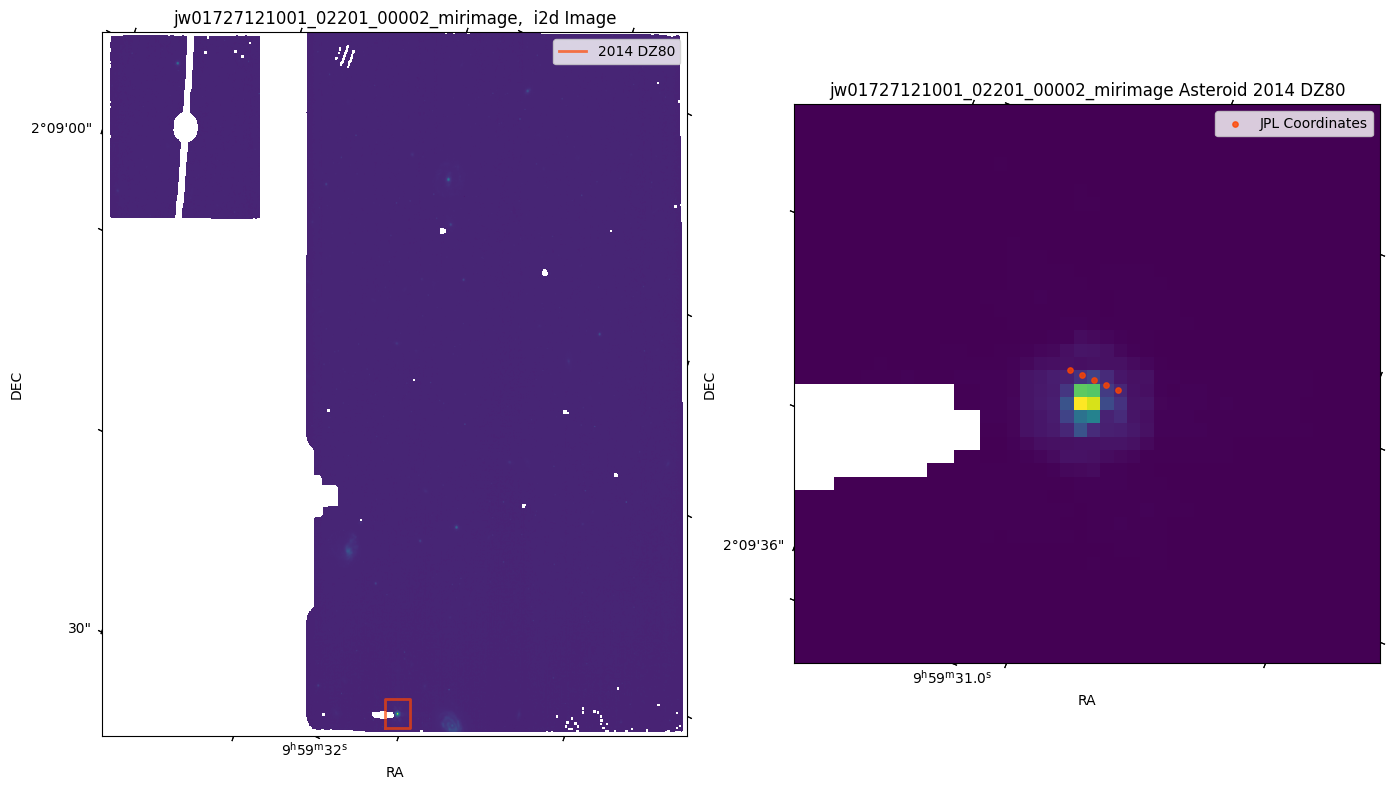 jw01727121001_02201_00002_mirimage,  i2d Image
2014 DZ80
2°09'00"
DEC
30"
9ʰ59ᵐ32ˢ
RA
jw01727121001_02201_00002_mirimage Asteroid 2014 DZ80
JPL Coordinates
DEC
2°09'36"
9ʰ59ᵐ31.0ˢ
RA